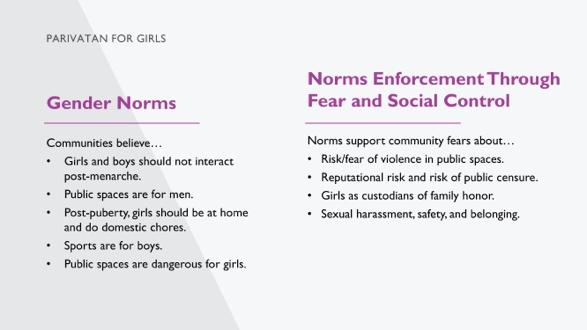 PARIVATAN FOR GIRLS
Gender Norms
Communities believe…
• Girls and boys should not interact
post-menarche.
• Public spaces are for men.
• Post-puberty, girls should be at home
and do domestic chores.
• Sports are for boys.
• Public spaces are dangerous for girls.
Norms Enforcement Through
Fear and Social Control
Norms support community fears about…
• Risk/fear of violence in public spaces.
• Reputational risk and risk of public censure.
• Girls as custodians of family honor.
• Sexual harassment, safety, and belonging.